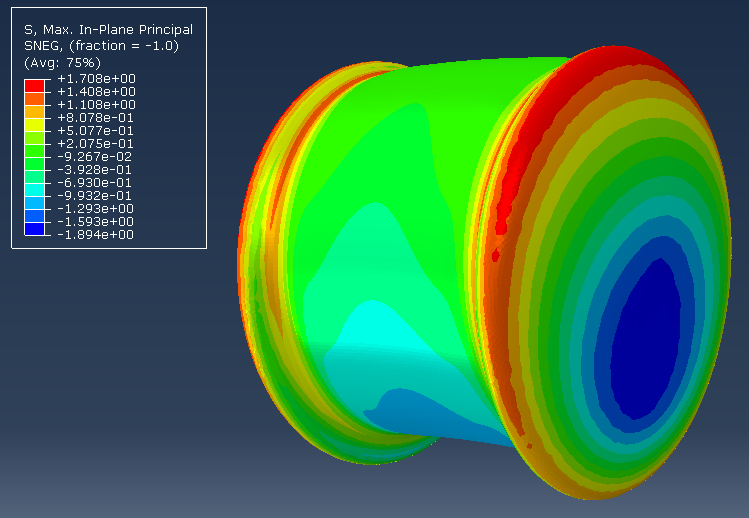 S, Max. In-Plane Principal
SNEG, (fraction = -1.0)
(Avg: 75%)
+1.708e+00
+1.408e+00
+1.108e+00
+8.078e-01
+5.077e-01
+2.075e-01
-9.267e-02
-3.928e-01
-6.930e-01
-9.932e-01
-1.293e+00
-1.593e+00
-1.894e+00